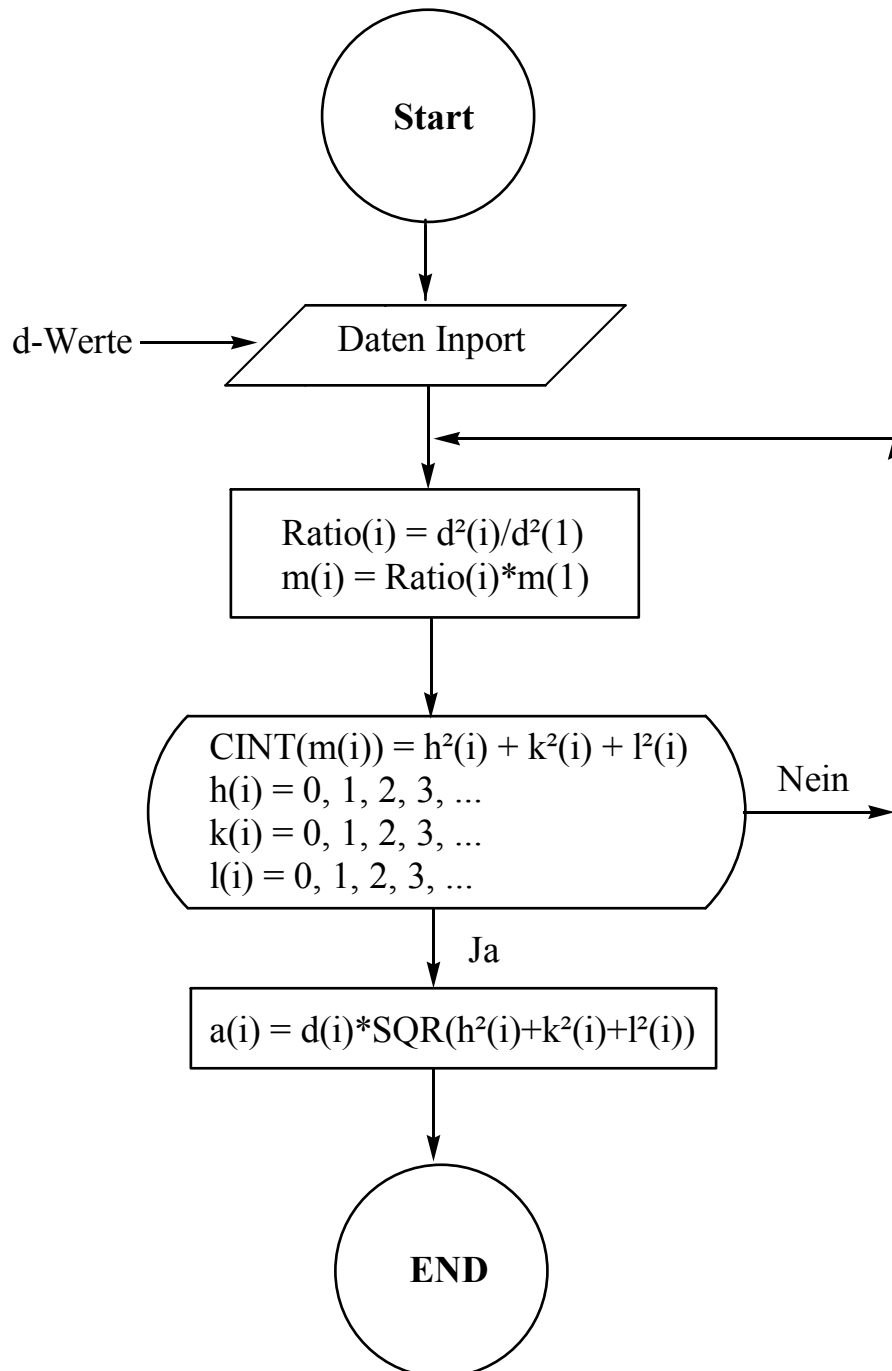 Start
d-Werte
Daten Inport
Ratio(i) = d²(i)/d²(1)
m(i) = Ratio(i)*m(1)
CINT(m(i)) = h²(i) + k²(i) + l²(i)
h(i) = 0, 1, 2, 3, ...
k(i) = 0, 1, 2, 3, ...
l(i) = 0, 1, 2, 3, ...
Nein
Ja
a(i) = d(i)*SQR(h²(i)+k²(i)+l²(i))
END